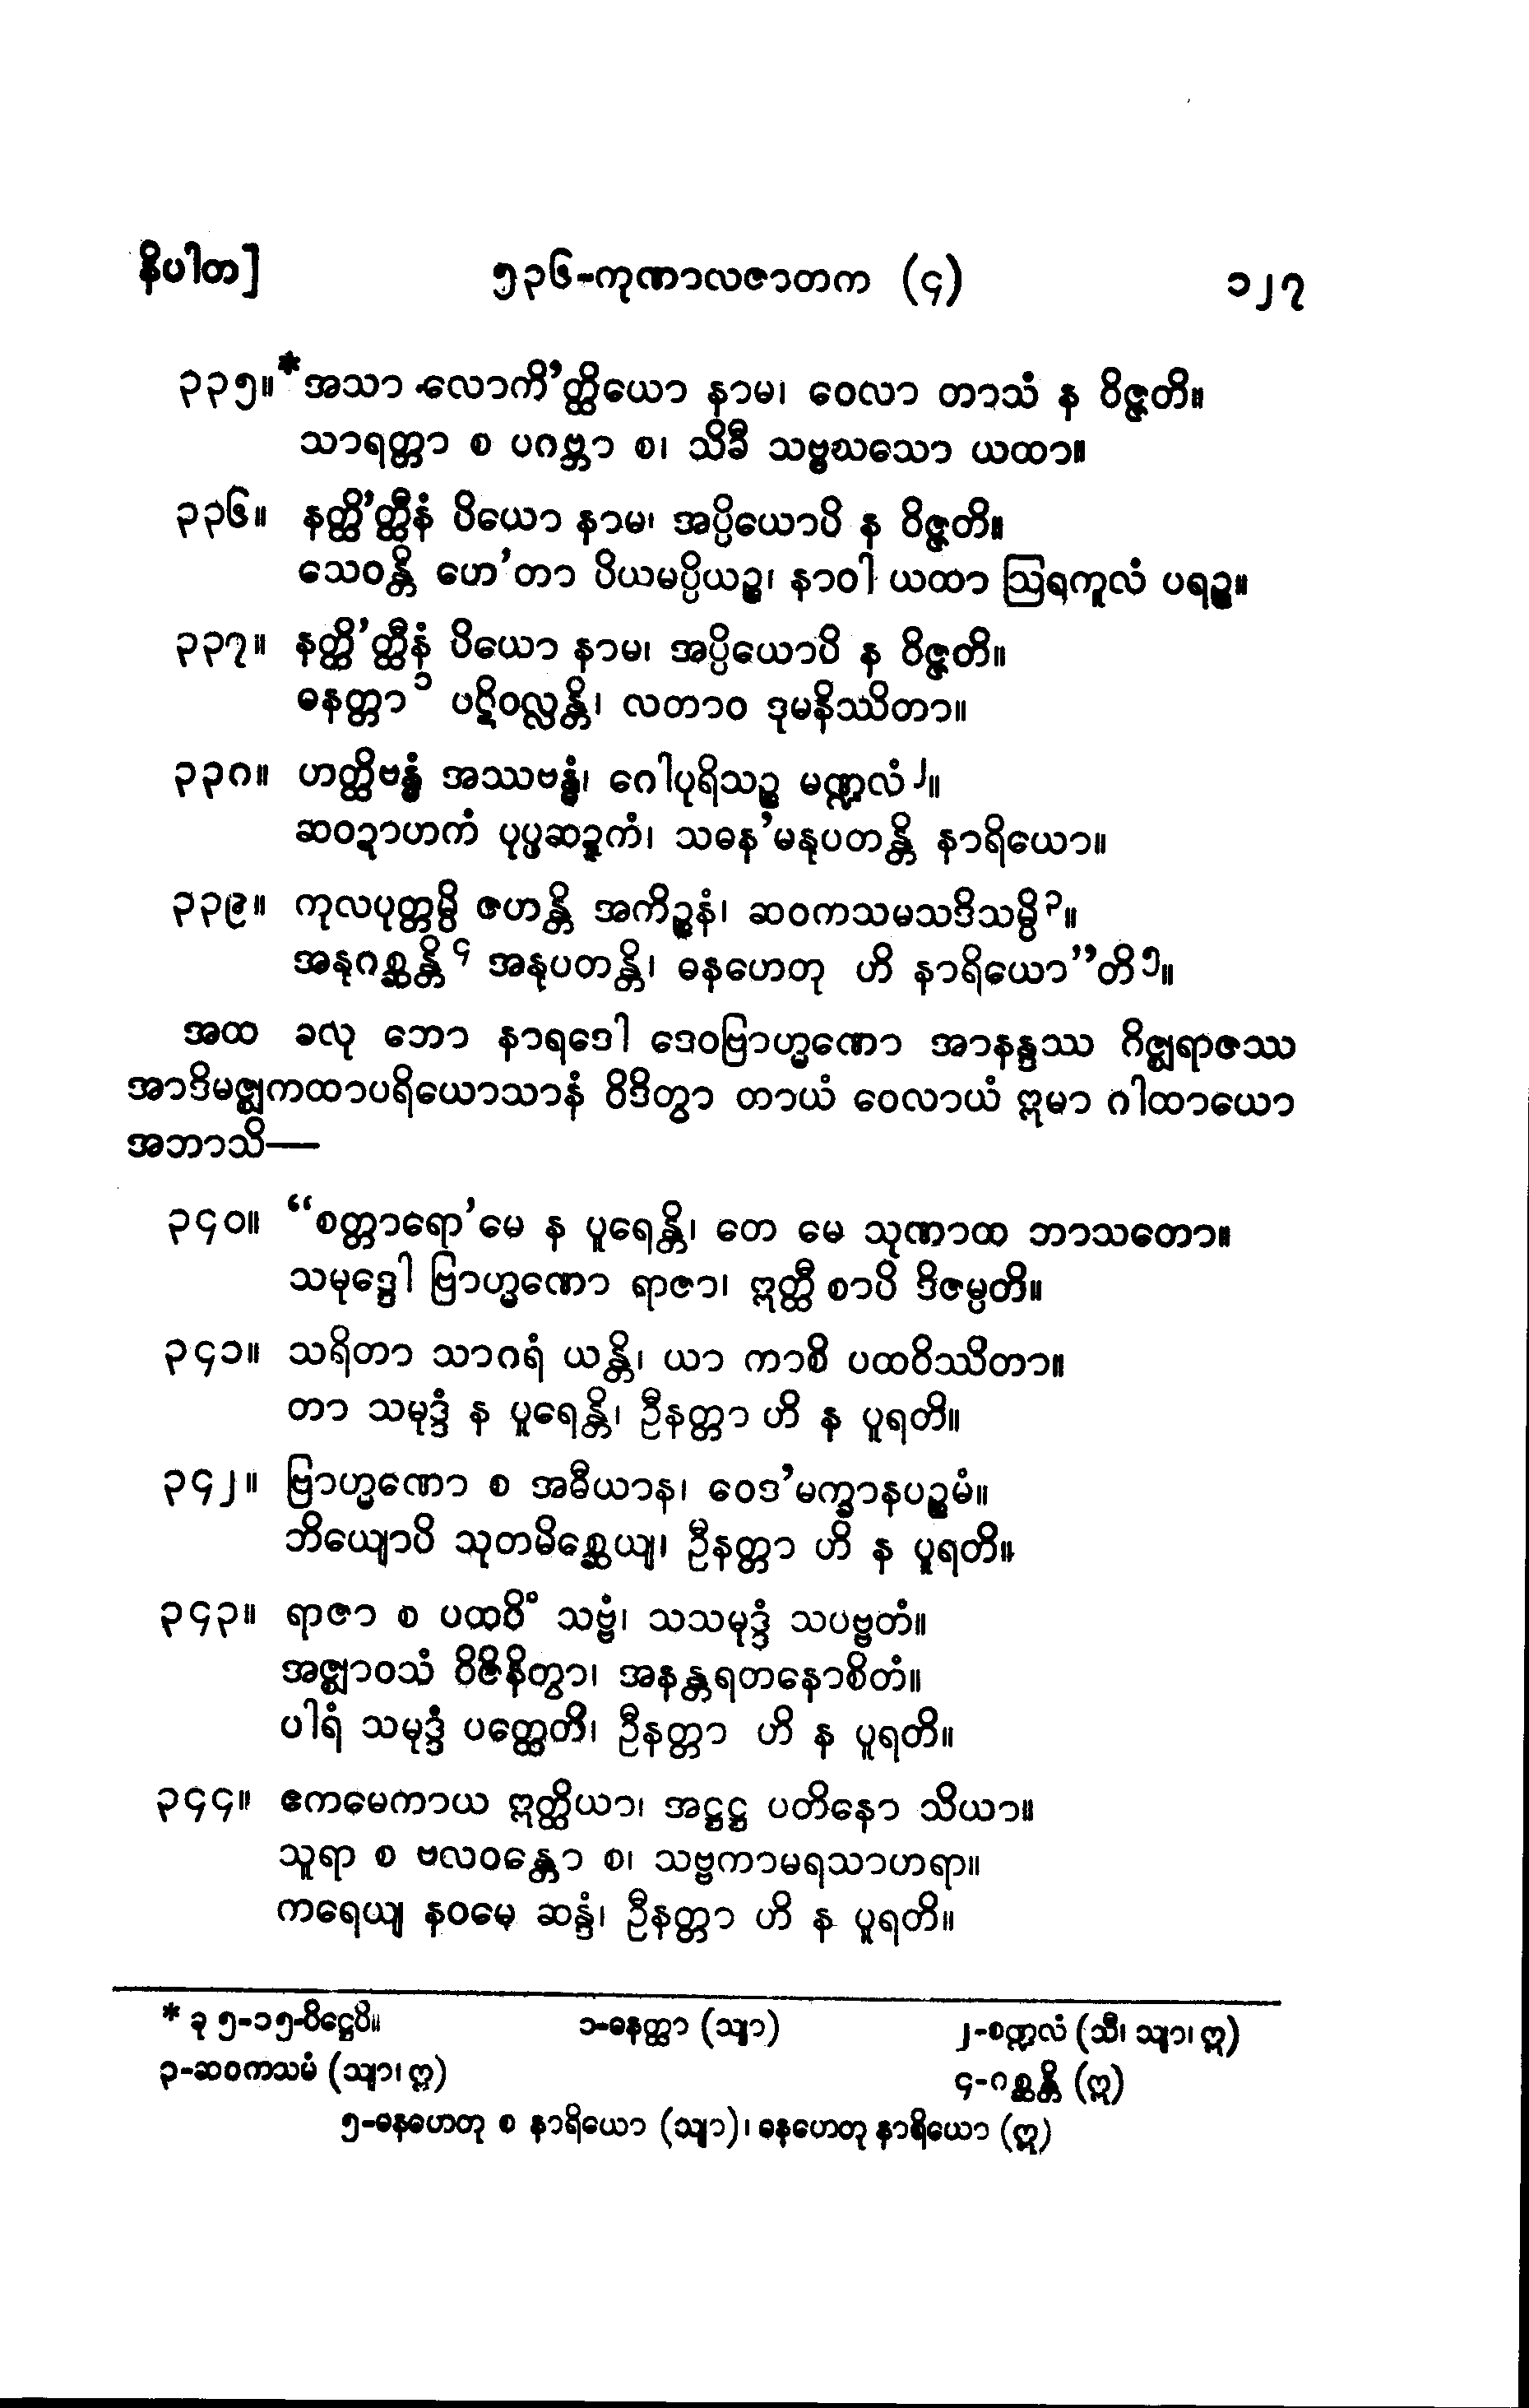 နိပါတ]
၅၃၆-ကုဏာလဇာတက (၄)
၁၂၇
၃၃၅။ *အသာ လောကိ’တ္ထိယော နာမ၊ ဝေလာ တာသံ န ဝိဇ္ဇတိ။
သာရတ္တာ စ ပဂဗ္ဘာ စ၊ သိခီ သဗ္ဗဃသော ယထာ။
၃၃၆။ နတ္ထိ’တ္ထီနံ ပိယော နာမ၊ အပ္ပိယောပိ န ဝိဇ္ဇတိ။
သေဝန္တိ ဟေ’တာ ပိယမပ္ပိယဉ္စ၊ နာဝါ ယထာ ဩရကူလံ ပရဉ္စ။
၃၃၇။ နတ္ထိ’တ္ထီနံ ပိယော နာမ၊ အပ္ပိယောပိ န ဝိဇ္ဇတိ။
ဓနတ္တာ ၁ ပဋိဝလ္လန္တိ၊ လတာဝ ဒုမနိဿိတာ။
၃၃၈။ ဟတ္ထိဗန္ဓံ အဿဗန္ဓံ၊ ဂေါပုရိသဉ္စ မဏ္ဍလံ ၂။
ဆဝဍာဟကံ ပုပ္ဖဆဍ္ဍကံ၊ သဓန’မနုပတန္တိ နာရိယော။
၃၃၉။ ကုလပုတ္တမ္ပိ ဇဟန္တိ အကိဉ္စနံ၊ ဆဝကသမသဒိသမ္ပိ ၃။
အနုဂစ္ဆန္တိ ၄ အနုပတန္တိ၊ ဓနဟေတု ဟိ နာရိယော”တိ ၅။
အထ ခလု ဘော နာရဒေါ ဒေဝဗြာဟ္မဏော အာနန္ဒဿ ဂိဇ္ဈရာဇဿ
အာဒိမဇ္ဈကထာပရိယောသာနံ ဝိဒိတွာ တာယံ ဝေလာယံ ဣမာ ဂါထာယော
အဘာသိ—
၃၄၀။ “စတ္တာရော’မေ န ပူရေန္တိ၊ တေ မေ သုဏာထ ဘာသတော။
သမုဒ္ဒေါ ဗြာဟ္မဏော ရာဇာ၊ ဣတ္ထီ စာပိ ဒိဇမ္ပတိ။
၃၄၁။ သရိတာ သာဂရံ ယန္တိ၊ ယာ ကာစိ ပထဝိဿိတာ။
တာ သမုဒ္ဒံ န ပူရေန္တိ၊ ဦနတ္တာ ဟိ န ပူရတိ။
၃၄၂။ ဗြာဟ္မဏော စ အဓီယာန၊ ဝေဒ’မက္ခာနပဉ္စမံ။
ဘိယျောပိ သုတမိစ္ဆေယျ၊ ဦနတ္တာ ဟိ န ပူရတိ။
၃၄၃။ ရာဇာ စ ပထဝိံ သဗ္ဗံ၊ သသမုဒ္ဒံ သပဗ္ဗတံ။
အဇ္ဈာဝသံ ဝိဇိနိတွာ၊ အနန္တရတနောစိတံ။
ပါရံ သမုဒ္ဒံ ပတ္ထေတိ၊ ဦနတ္တာ ဟိ န ပူရတိ။
၃၄၄။ ဧကမေကာယ ဣတ္ထိယာ၊ အဋ္ဌဋ္ဌ ပတိနော သိယာ။
သူရာ စ ဗလဝန္တော စ၊ သဗ္ဗကာမရသာဟရာ။
ကရေယျ နဝမေ ဆန္ဒံ၊ ဦနတ္တာ ဟိ န ပူရတိ။
* ခု ၅-၁၅-ပိဋ္ဌေပိ။ ၁-ဓနတ္ထာ (သျာ) ၂-စဏ္ဍလံ (သီ၊ သျာ၊ ဣ)
၃-ဆဝကသမံ (သျာ၊ ဣ) ၄-ဂစ္ဆန္တိ (ဣ)
၅-ဓနဟေတု စ နာရိယော (သျာ)၊ ဓနဟေတု နာရိယော (ဣ)